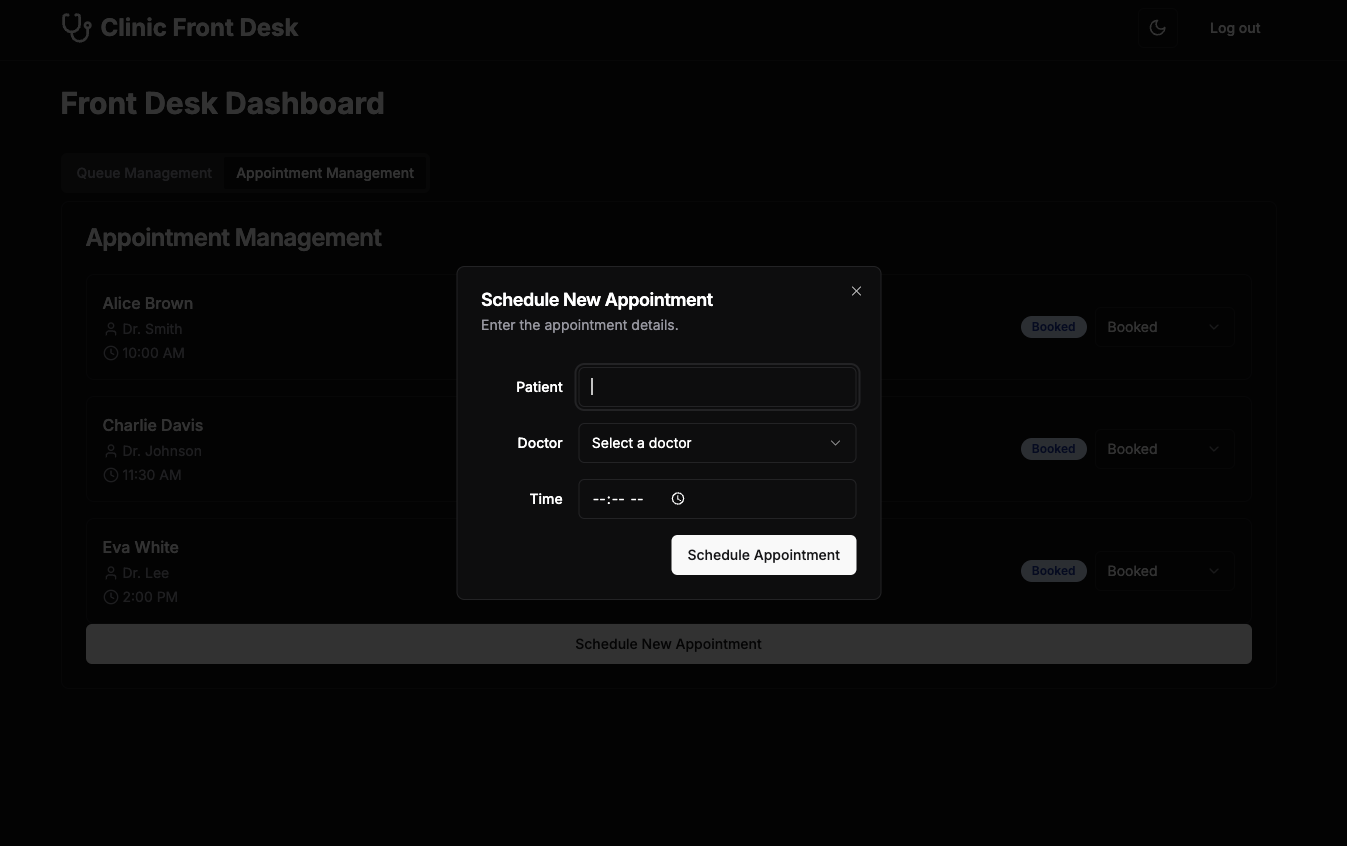 Clinic Front Desk
Log out
Front Desk Dashboard
Queue Management
Appointment Management
Appointment Management
Alice Brown
Dr. Smith
10:00 AM
Booked
Booked
Charlie Davis
Dr. Johnson
11:30 AM
Booked
Booked
Eva White
Dr. Lee
2:00 PM
Booked
Booked
Schedule New Appointment
Schedule New Appointment
Enter the appointment details.
Patient
Doctor
Select a doctor
Time
--:-- --
Schedule Appointment